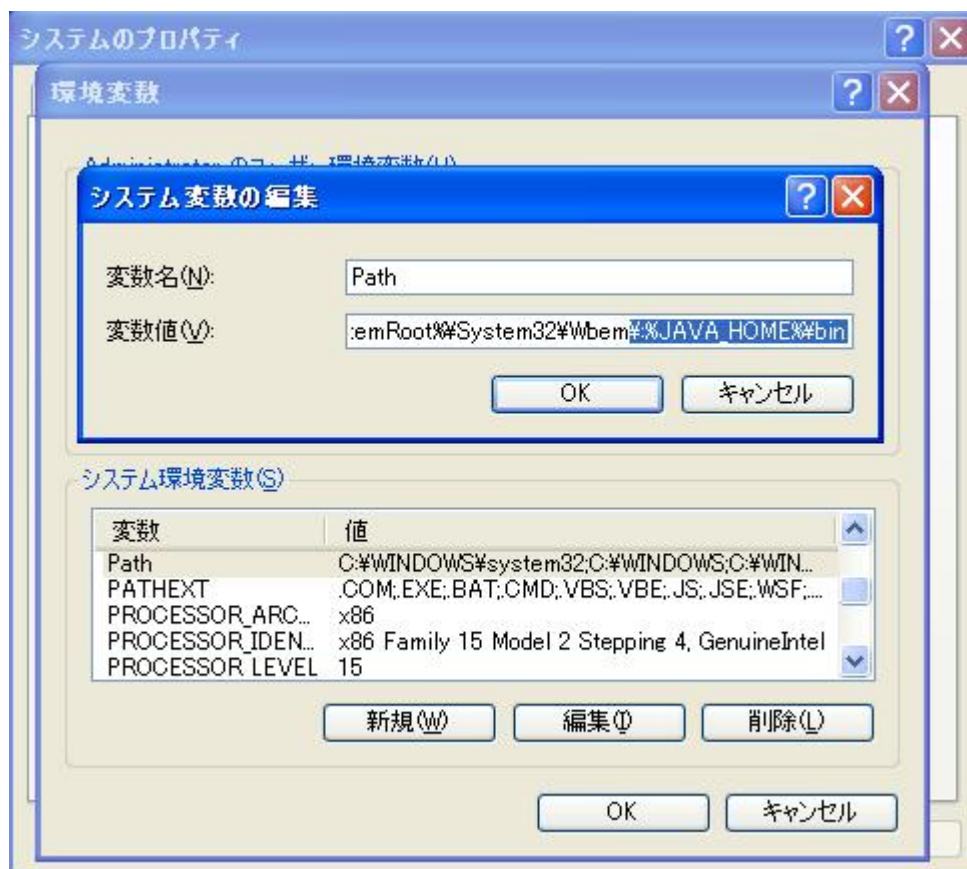 システムのプロパティ
環境変数
システム変数の編集
変数名(N):
Path
変数値(V):
:emRoot%¥System32¥Wbem¥;%JAVA_HOME%¥bin
OK
キャンセル
システム環境変数(S)
変数
値
Path
C:¥WINDOWS¥system32;C:¥WINDOWS;C:¥WIN...
PATHEXT
.COM;.EXE;.BAT;.CMD;.VBS;.VBE;.JS;.JSE;.WSF;....
PROCESSOR_ARC...
x86
PROCESSOR_IDEN...
x86 Family 15 Model 2 Stepping 4, GenuineIntel
PROCESSOR_LEVEL
15
新規(W)
編集(I)
削除(L)
OK
キャンセル